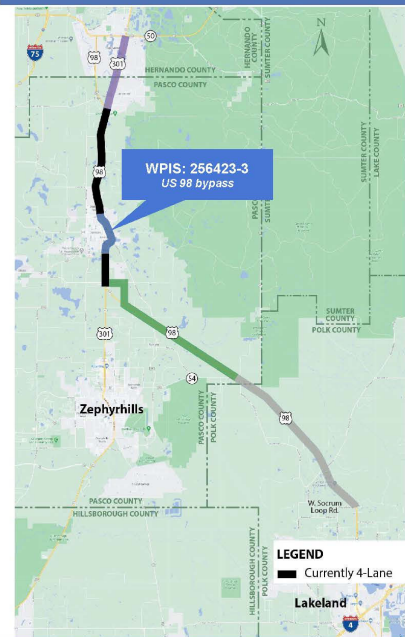 N
50
98
301
75
HERNANDO
COUNTY
SUMTER
COUNTY
HERNANDO COUNTY
PASCO COUNTY
SUMTER
COUNTY
LAKE
COUNTY
98
WPIS: 256423-3
US 98 bypass
PASCO
SUMT
301
98
SUMTER
COUNTY
POLK COUNTY
54
PASCO COUNTY
POLK COUNTY
98
Zephyrhills
W. Socrum
Loop Rd.
PASCO COUNTY
HILLSBOROUGH COUNTY
HILLSBOROUGH COUNTY
POLK COUNTY
LEGEND
Currently 4-Lane
Lakeland
4